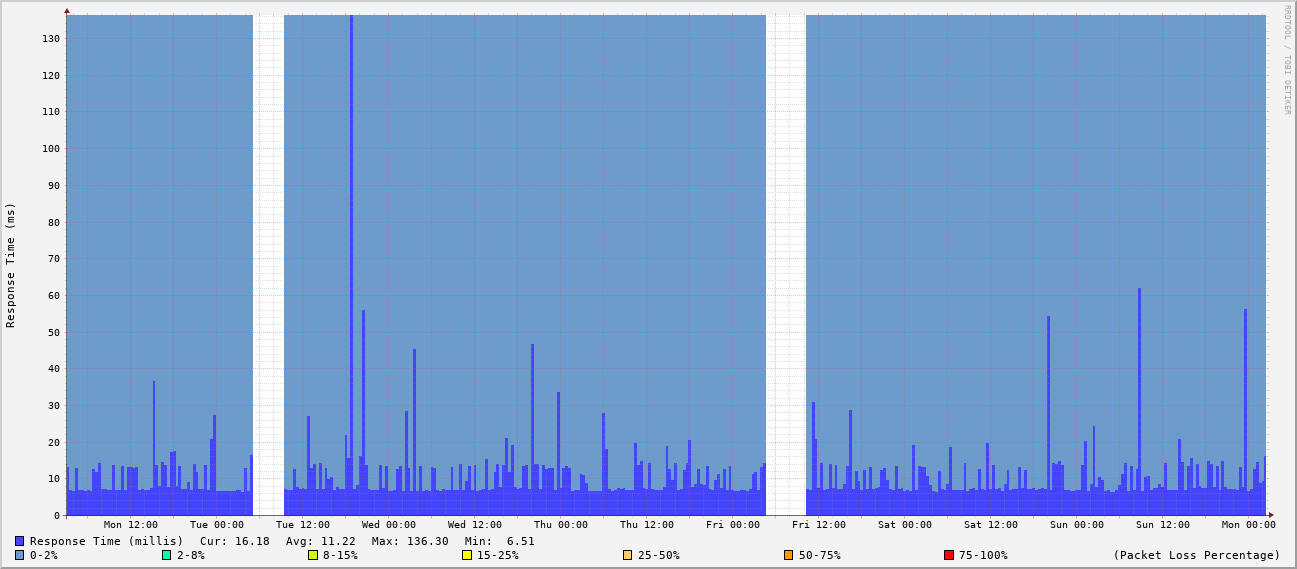 RRDTOOL / TOBI OETIKER
Response Time (ms)
130
120
110
100
90
80
70
60
50
40
30
20
10
0
Mon 12:00 Tue 00:00 Tue 12:00 Wed 00:00 Wed 12:00 Thu 00:00 Thu 12:00 Fri 00:00 Fri 12:00 Sat 00:00 Sat 12:00 Sun 00:00 Sun 12:00 Mon 00:00
Response Time (millis) Cur: 16.18 Avg: 11.22 Max: 136.30 Min: 6.51
0-2% 2-8% 8-15% 15-25% 25-50% 50-75% 75-100% (Packet Loss Percentage)